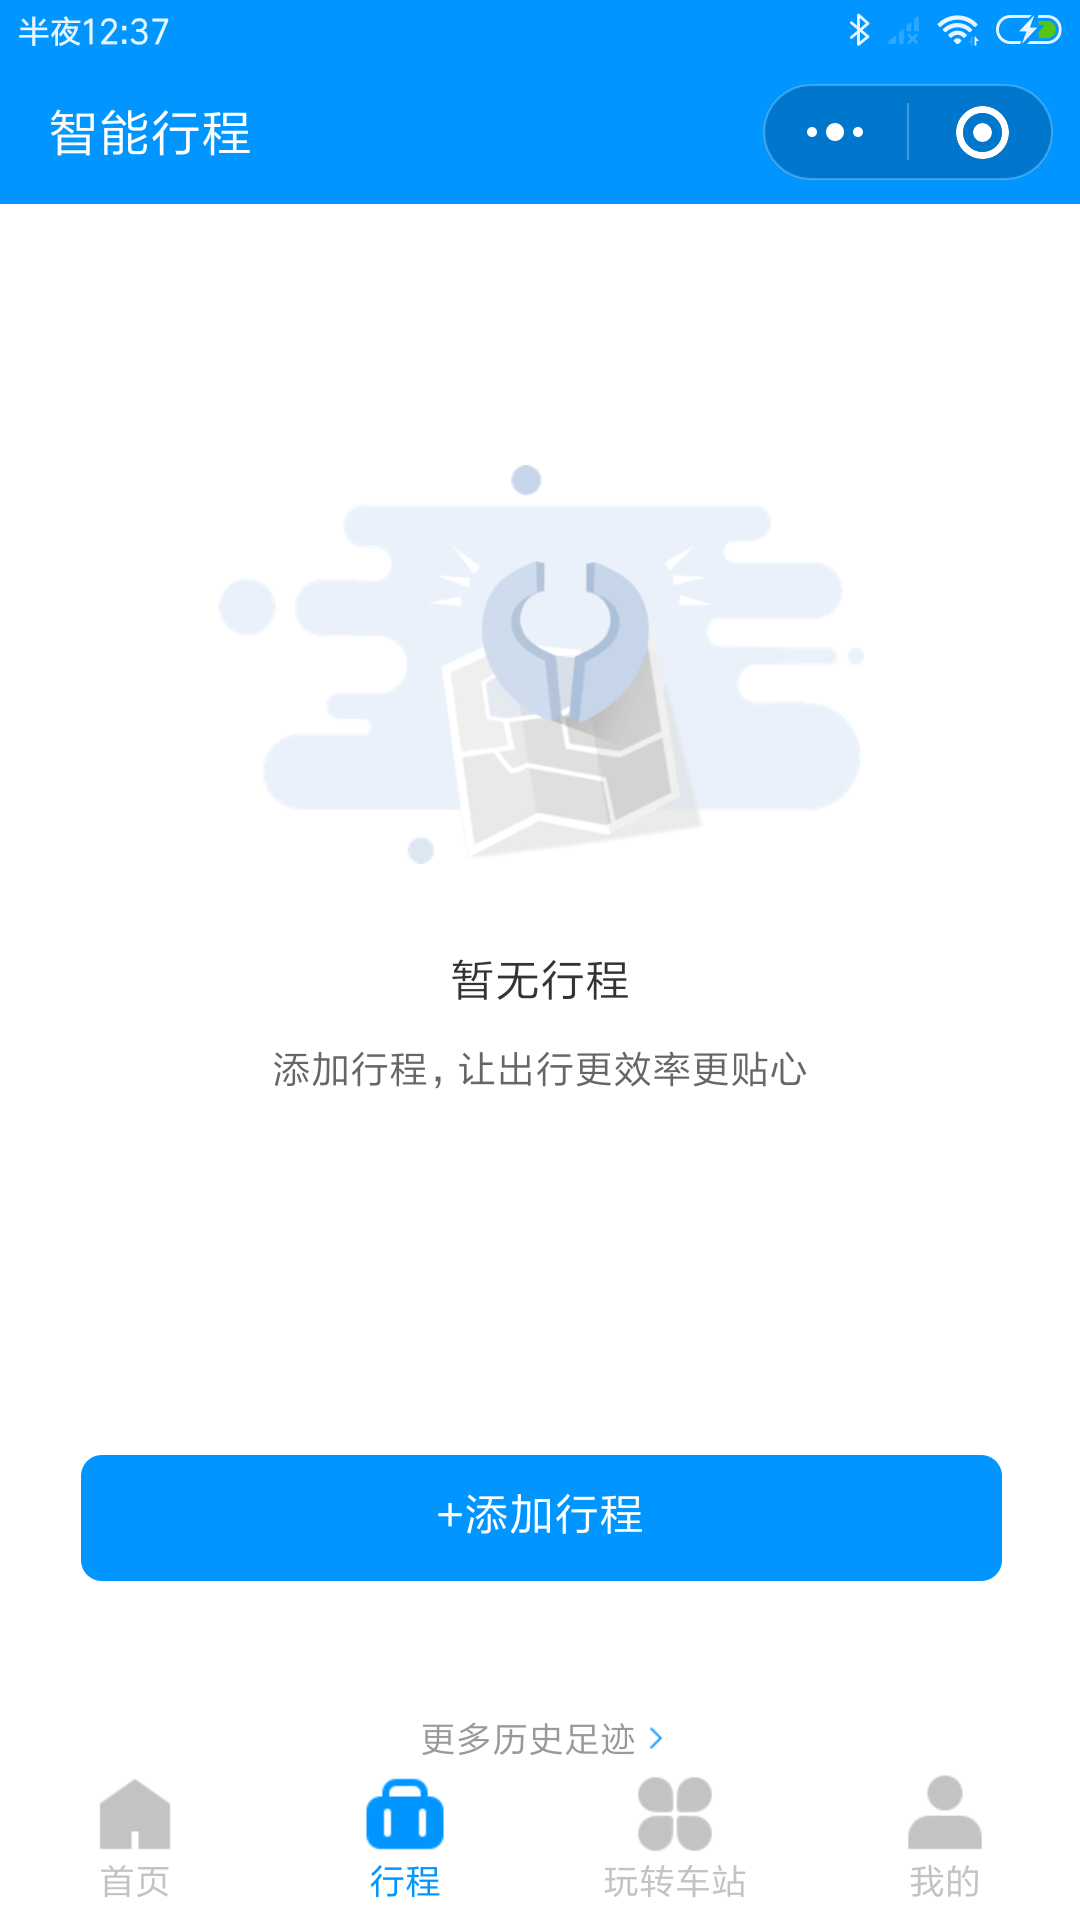 半夜12:37
智能行程
暂无行程
添加行程，让出行更效率更贴心
+添加行程
更多历史足迹
首页
行程
玩转车站
我的